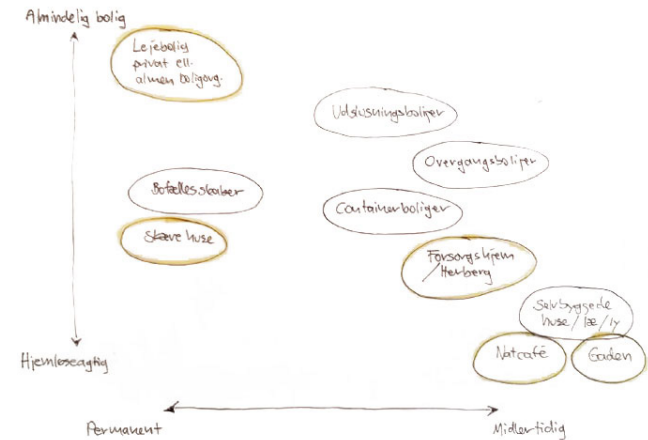 Almindelig bolig
Lejebolig
privat ell.
almen boligorg.
Udslusningsboliger
Overgangsboliger
Bofællesskaber
Containerboliger
Skæve huse
Forsorgshjem
/Herberg
Selvbyggede
huse/læ/ly
Natcafé
Gaden
Hjemløseagtig
Permanent
Midlertidig